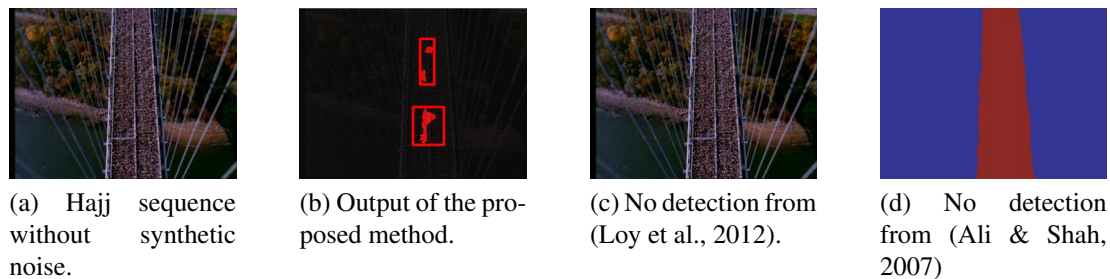 (a) Hajj sequence
without synthetic
noise.
(b) Output of the pro-
posed method.
(c) No detection from
(Loy et al., 2012).
(d) No detection
from (Ali & Shah,
2007)